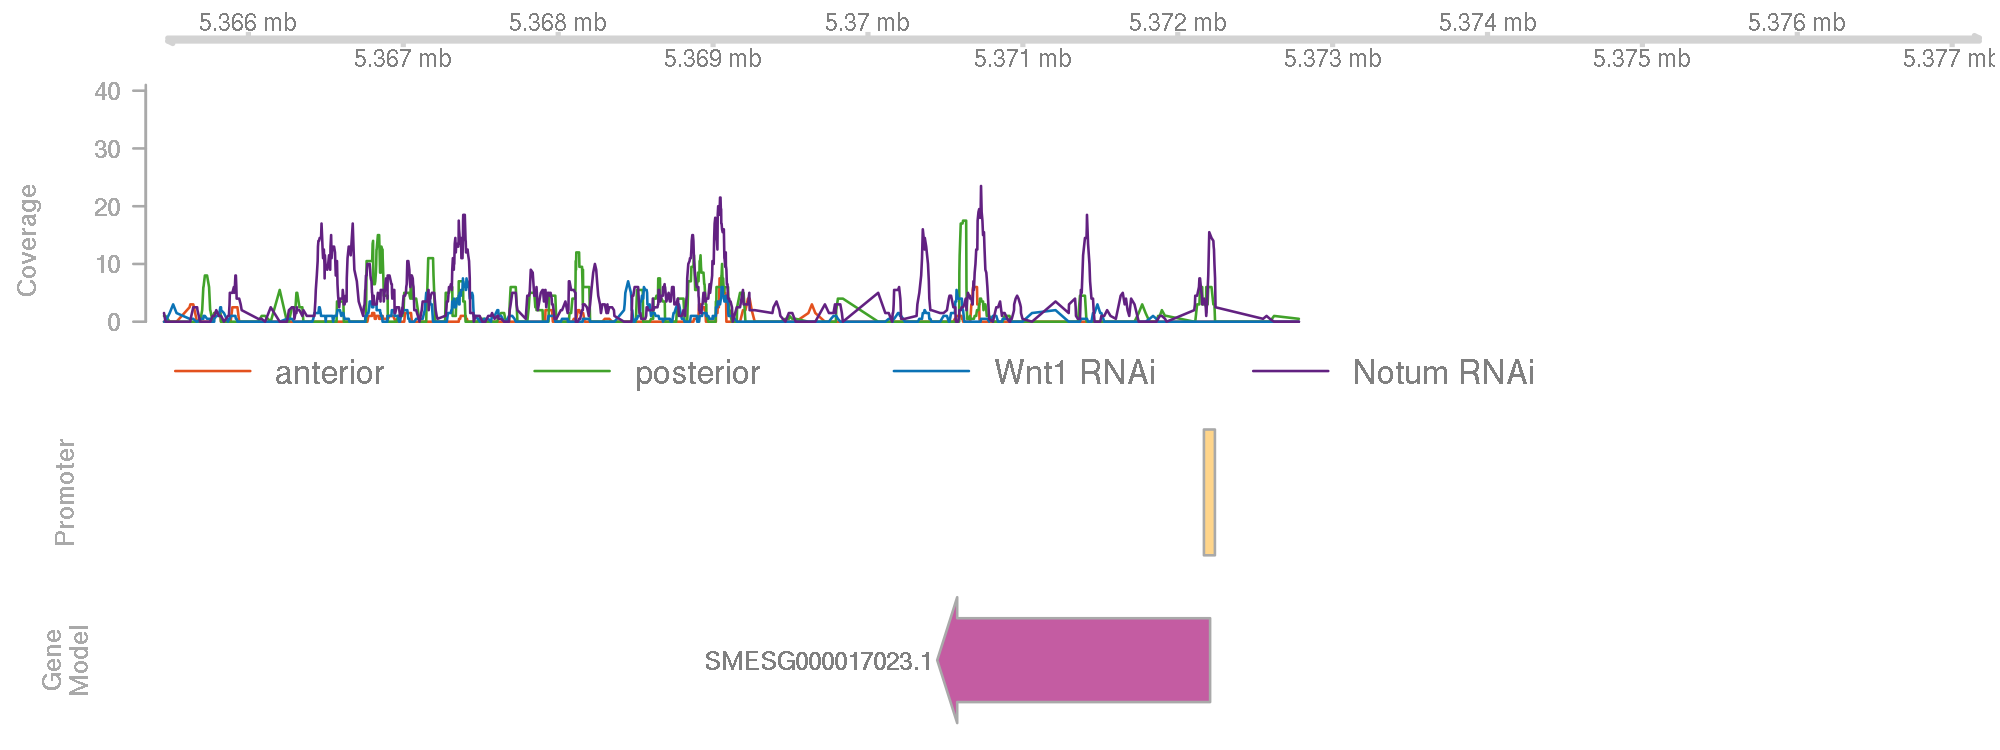 5.366 mb 5.368 mb 5.37 mb 5.372 mb 5.374 mb 5.376 mb
5.367 mb 5.369 mb 5.371 mb 5.373 mb 5.375 mb 5.377 mb
40
30
20
10
0
Coverage
anterior posterior Wnt1 RNAi Notum RNAi
Promoter
Gene
Model
SMESG000017023.1